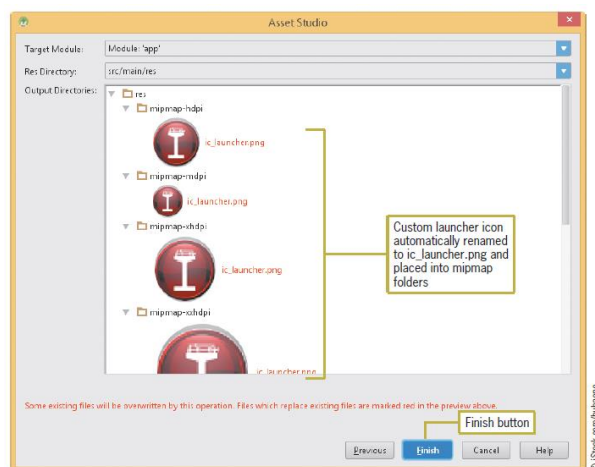 Asset Studio
Target Module:
Module: 'app'
Res Directory:
src/main/res
Output Directories:
res
mipmap-hdpi
ic_launcher.png
mipmap-mdpi
ic_launcher.png
mipmap-xhdpi
ic_launcher.png
mipmap-xxhdpi
ic_launcher.png
Custom launcher icon
automatically renamed
to ic_launcher.png and
placed into mipmap
folders
Some existing files will be overwritten by this operation. Files which replace existing files are marked red in the preview above.
Finish button
Previous
Finish
Cancel
Help